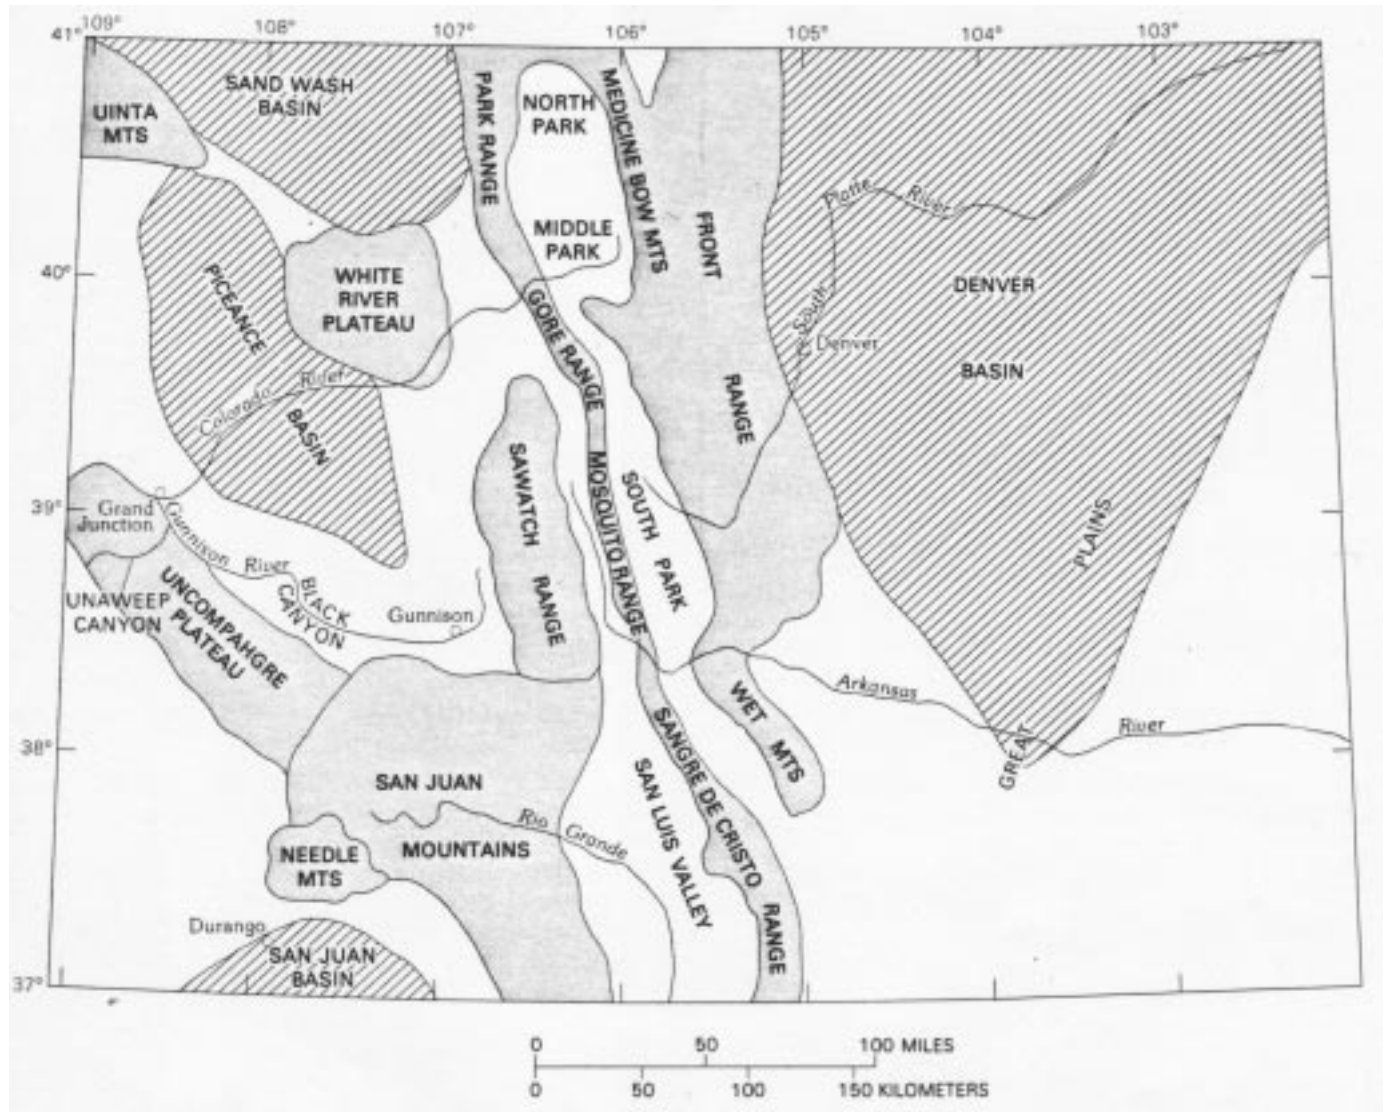 109° 108° 107° 106° 105° 104° 103°
41°
SAND WASH
BASIN
UINTA
MTS
PARK RANGE
NORTH
PARK
MEDICINE BOW MTS
MIDDLE
PARK
FRONT
RANGE
Platte River
South
Denver
DENVER
BASIN
40°
PICEANCE
BASIN
WHITE
RIVER
PLATEAU
GORE RANGE
Colorado River
SAWATCH
RANGE
MOSQUITO RANGE
SOUTH PARK
GREAT PLAINS
39°
Grand
Junction
Gunnison River
BLACK
CANYON
Gunnison
UNAWEEP
CANYON
UNCOMPAHGRE
PLATEAU
Arkansas River
WET
MTS
38°
SAN JUAN
MOUNTAINS
SANGRE DE CRISTO RANGE
SAN LUIS VALLEY
Rio Grande
NEEDLE
MTS
Durango
SAN JUAN
BASIN
37°
0 50 100 MILES
0 50 100 150 KILOMETERS